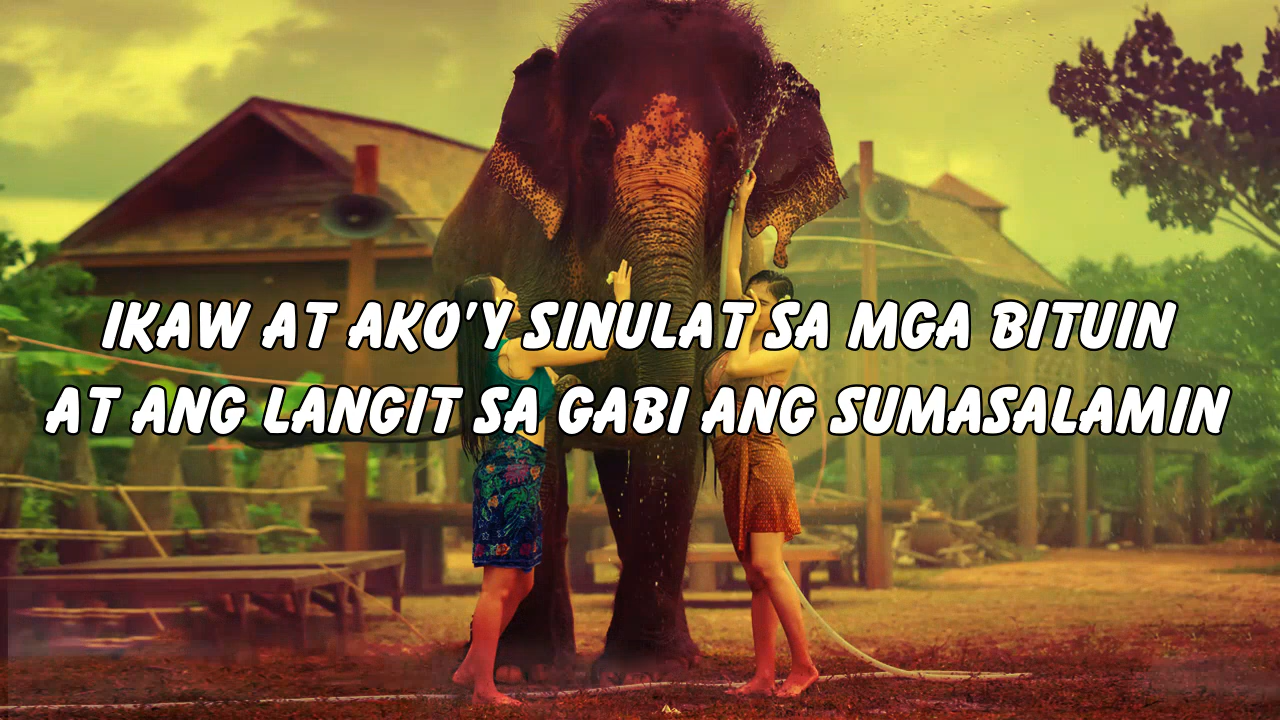 IKAW AT AKO'Y SINULAT SA MGA BITUIN
AT ANG LANGIT SA GABI ANG SUMASALAMIN